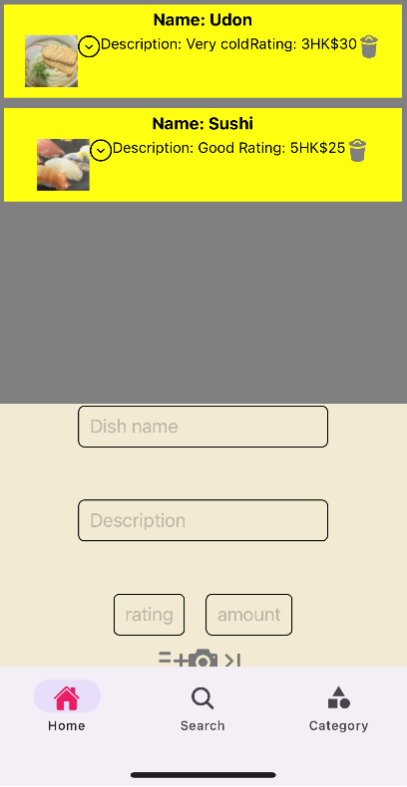 Name: Udon
Description: Very coldRating: 3HK$30
Name: Sushi
Description: Good Rating: 5HK$25
Dish name
Description
rating amount
Home Search Category